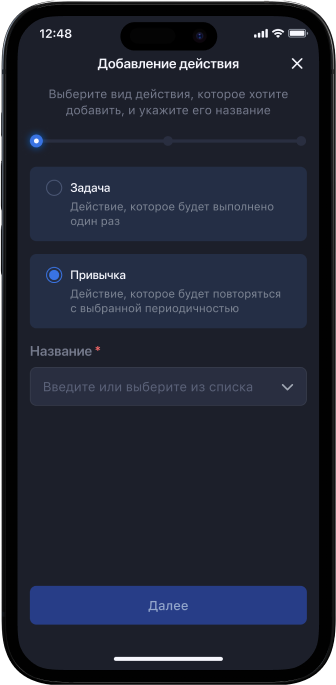 12:48
Добавление действия
Выберите вид действия, которое хотите
добавить, и укажите его название
Задача
Действие, которое будет выполнено
один раз
Привычка
Действие, которое будет повторяться
с выбранной периодичностью
Название *
Введите или выберите из списка
Далее